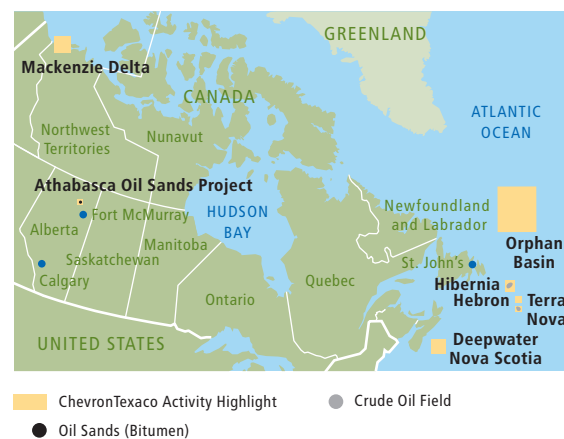 GREENLAND
Mackenzie Delta
CANADA
ATLANTIC
OCEAN
Northwest
Territories
Nunavut
Athabasca Oil Sands Project
Fort McMurray
HUDSON
BAY
Newfoundland
and Labrador
Alberta
Manitoba
Orphan
Basin
Saskatchewan
St. John's
Calgary
Quebec
Hibernia
Hebron
Terra
Nova
Ontario
UNITED STATES
Deepwater
Nova Scotia
ChevronTexaco Activity Highlight
Crude Oil Field
Oil Sands (Bitumen)